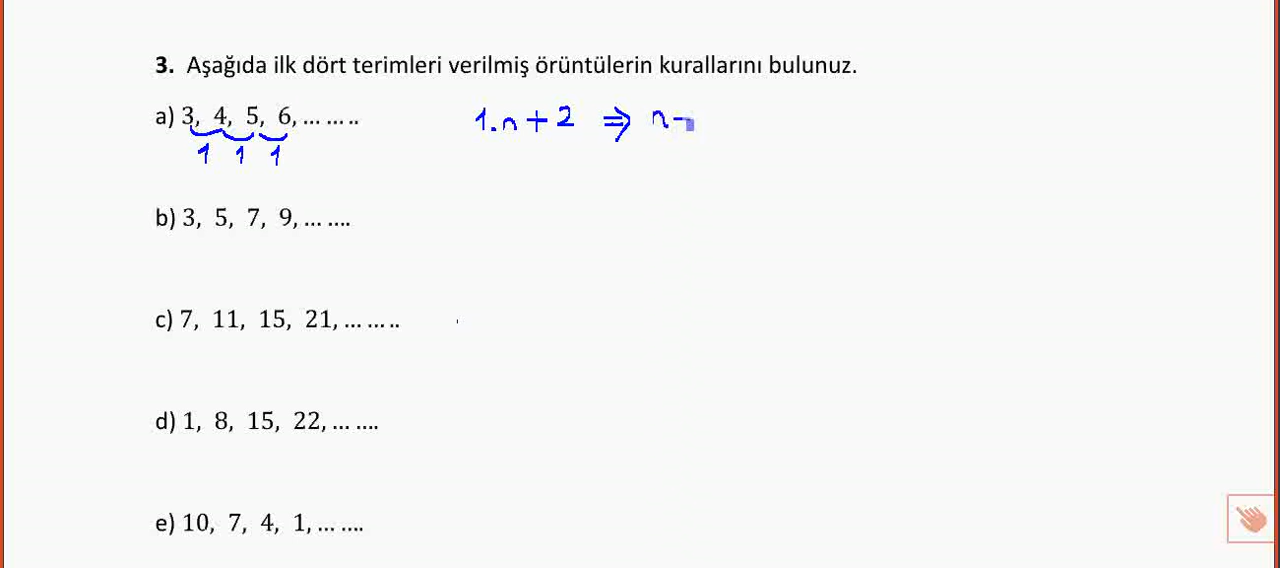 3. Aşağıda ilk dört terimleri verilmiş örüntülerin kurallarını bulunuz.
a) 3, 4, 5, 6, ... ... .. 1.n + 2 ⇒ n -
1 1 1
b) 3, 5, 7, 9, ... ....
c) 7, 11, 15, 21, ... ... ..
d) 1, 8, 15, 22, ... ....
e) 10, 7, 4, 1, ... ....